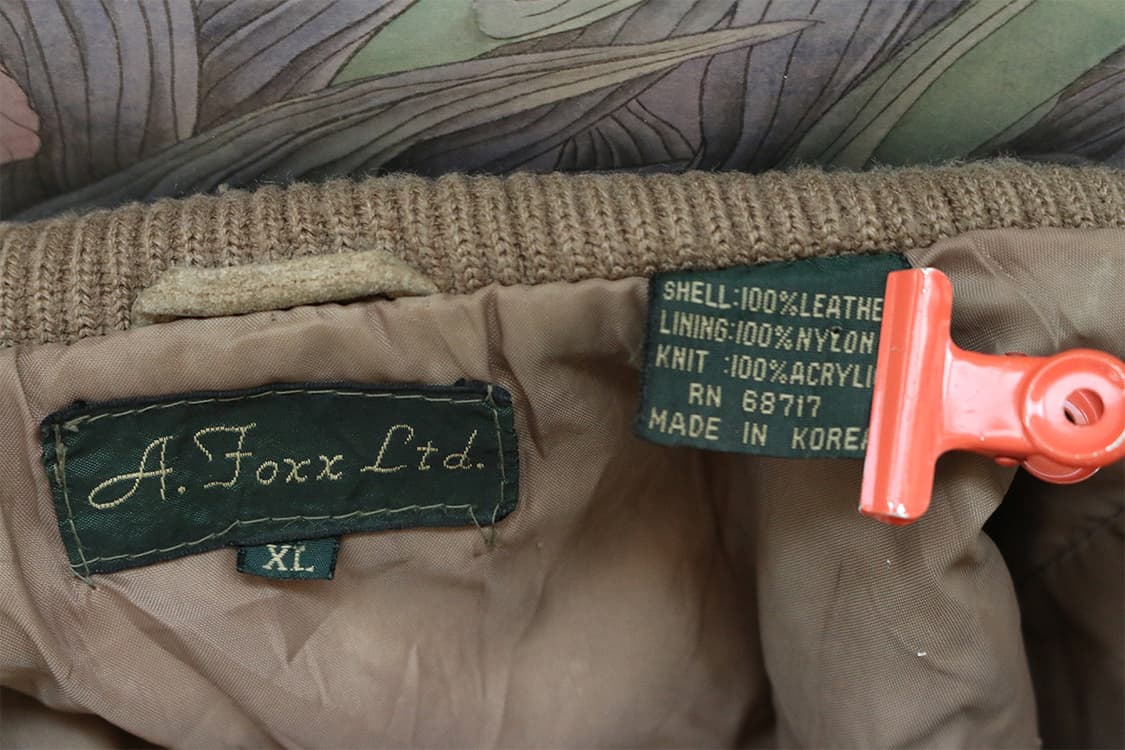 A. Foxx Ltd.
XL
SHELL:100%LEATHE
LINING:100%NYLON
KNIT :100%ACRYLI
RN 68717
MADE IN KOREA